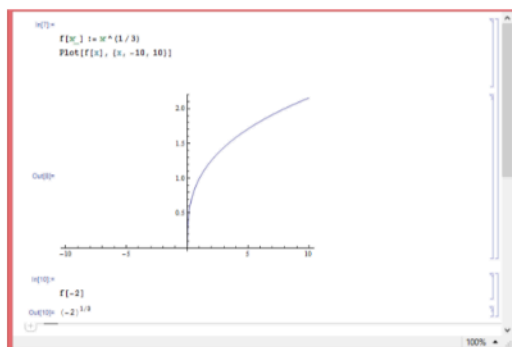 In[7]:=
f[x_] := x^(1/3)
Plot[f[x], {x, -10, 10}]
2.0
1.5
1.0
0.5
Out[8]=
-10 -5 5 10
In[10]:=
f[-2]
Out[10]= (-2)^{1/3}
100%